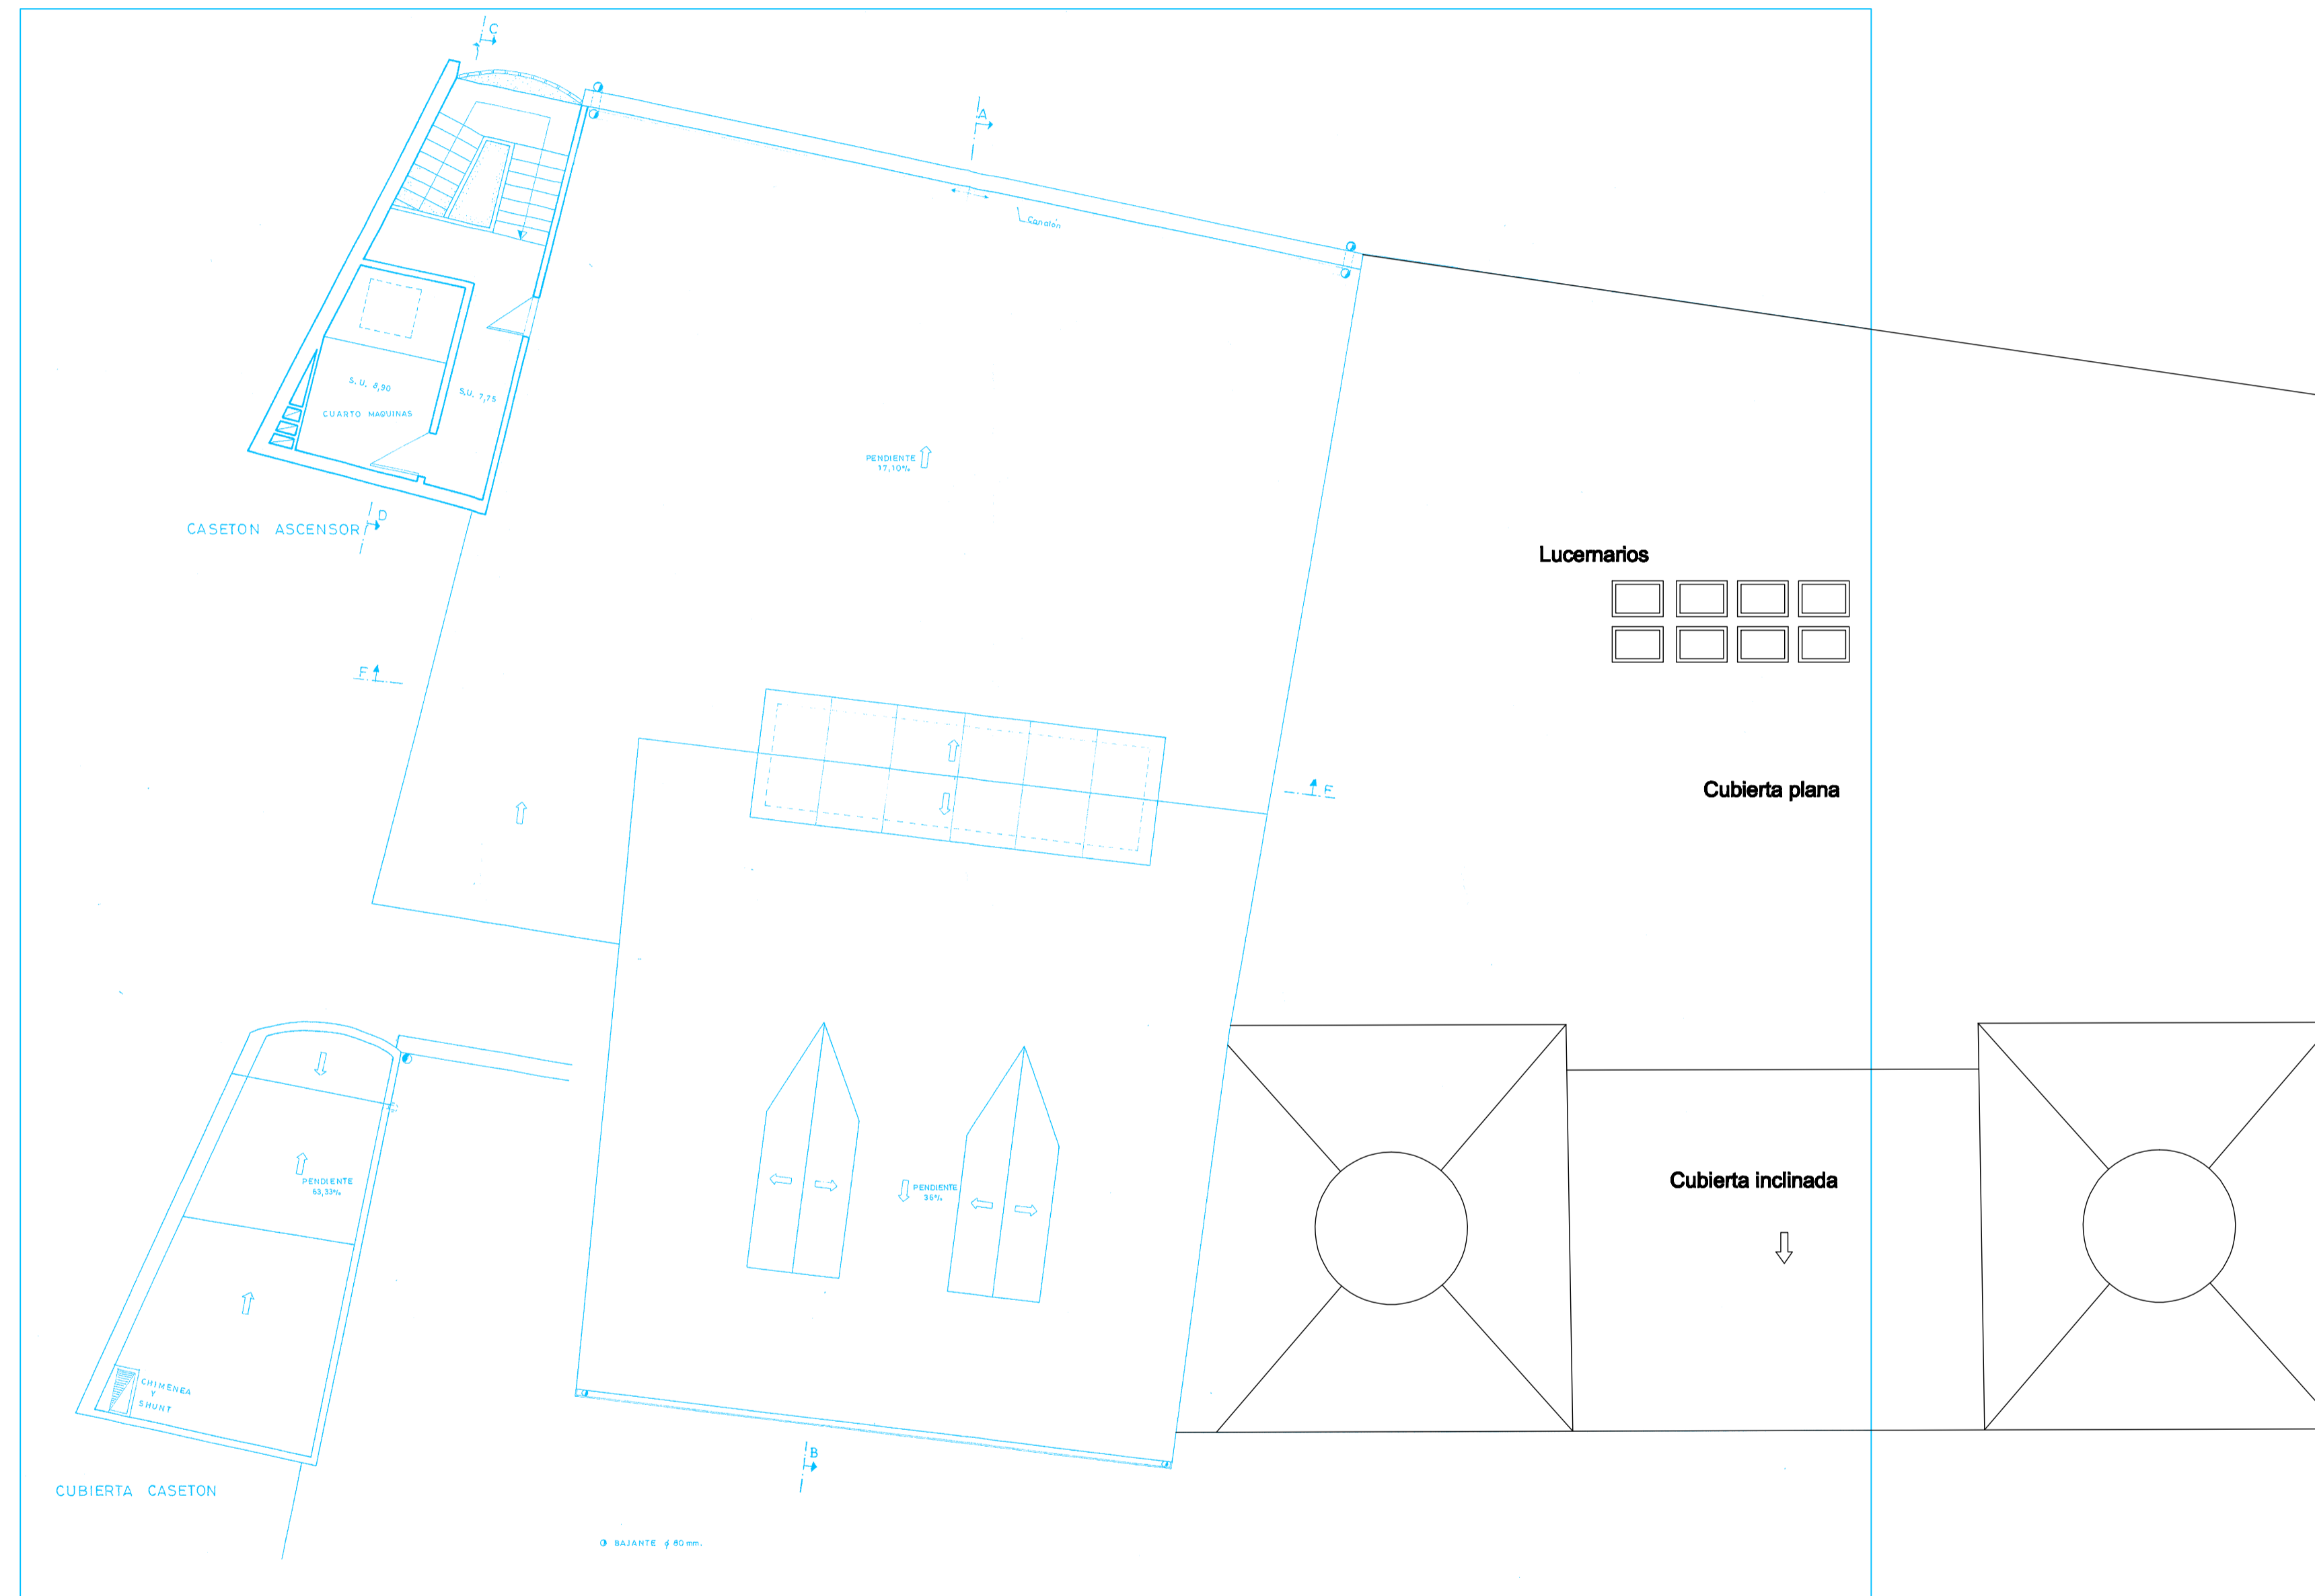 C
A
Canalón
S.U. 8,90
S.U. 7,75
CUARTO MAQUINAS
PENDIENTE
17,10%
D
CASETON ASCENSOR
Lucernarios
F
E
Cubierta plana
PENDIENTE
63,33%
PENDIENTE
36%
Cubierta inclinada
CHIMENEA
Y
SHUNT
B
CUBIERTA CASETON
BAJANTE ϕ 80 mm.